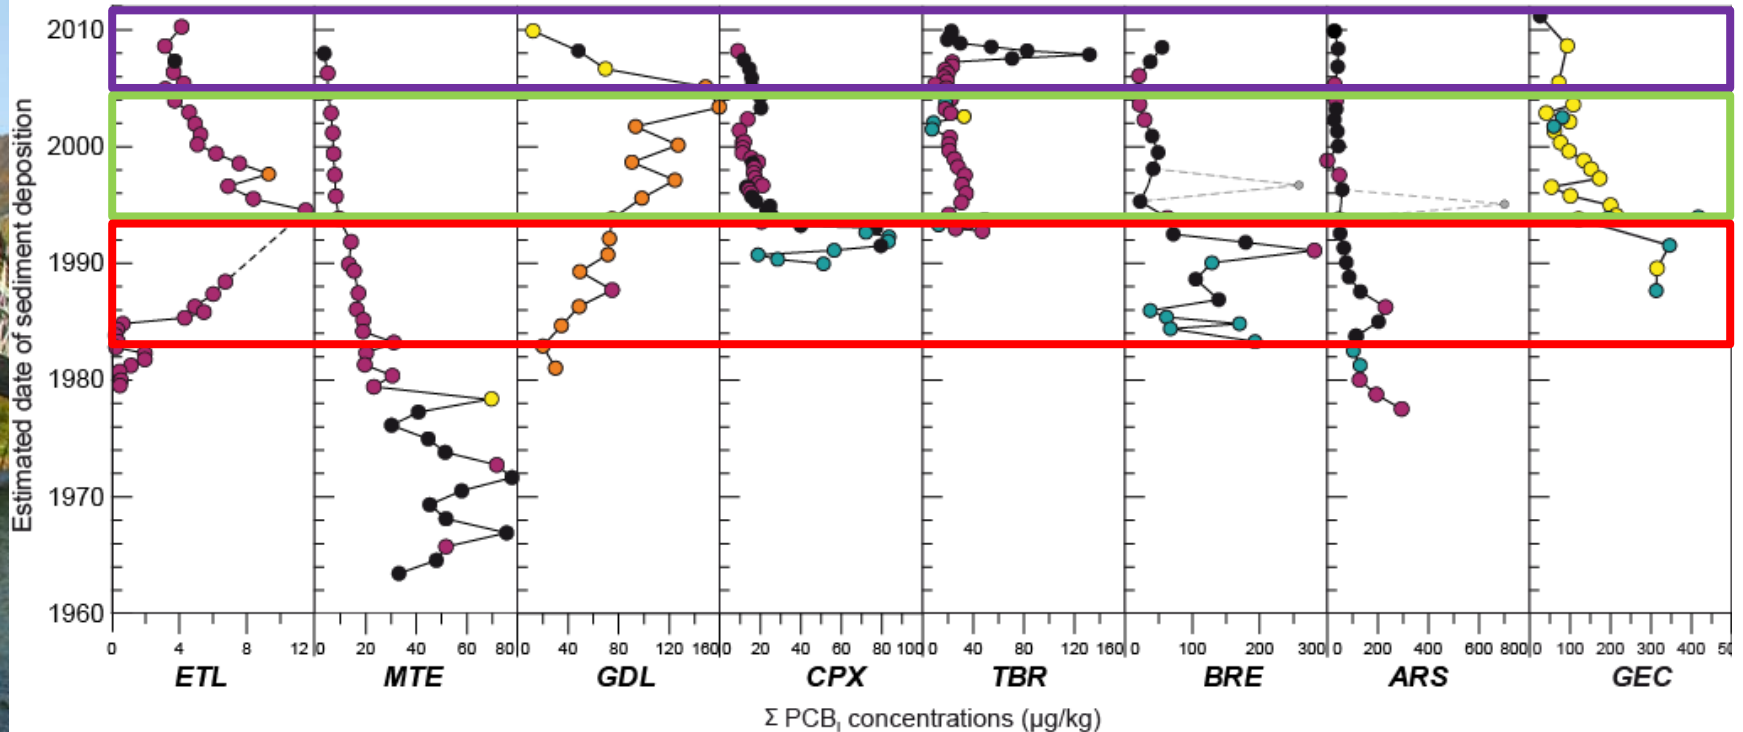 Estimated date of sediment deposition
2010
2000
1990
1980
1970
1960
0 4 8 12
0 20 40 60 80
0 40 80 120 160
0 20 40 60 80 100
0 40 80 120 160
0 100 200 300
0 200 400 600 800
0 100 200 300 400
ETL MTE GDL CPX TBR BRE ARS GEC
Σ PCBᵢ concentrations (µg/kg)